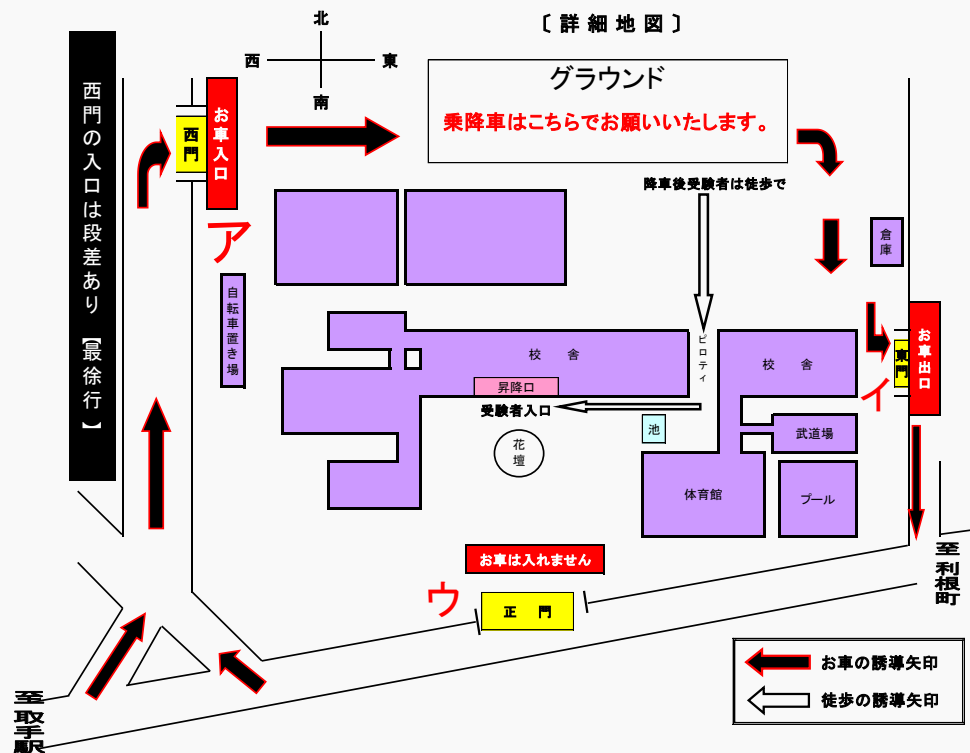 〔 詳 細 地 図 〕
北
西
東
南
西門の入口は段差あり【最徐行】
西門
お車入口
グラウンド
乗降車はこちらでお願いいたします。
降車後受験者は徒歩で
ア
自転車置き場
倉庫
校 舎
ピロティ
校 舎
お車出口
東門
イ
昇降口
受験者入口
池
花壇
武道場
体育館
プール
お車は入れません
ウ
正 門
至利根町
至取手駅
お車の誘導矢印
徒歩の誘導矢印